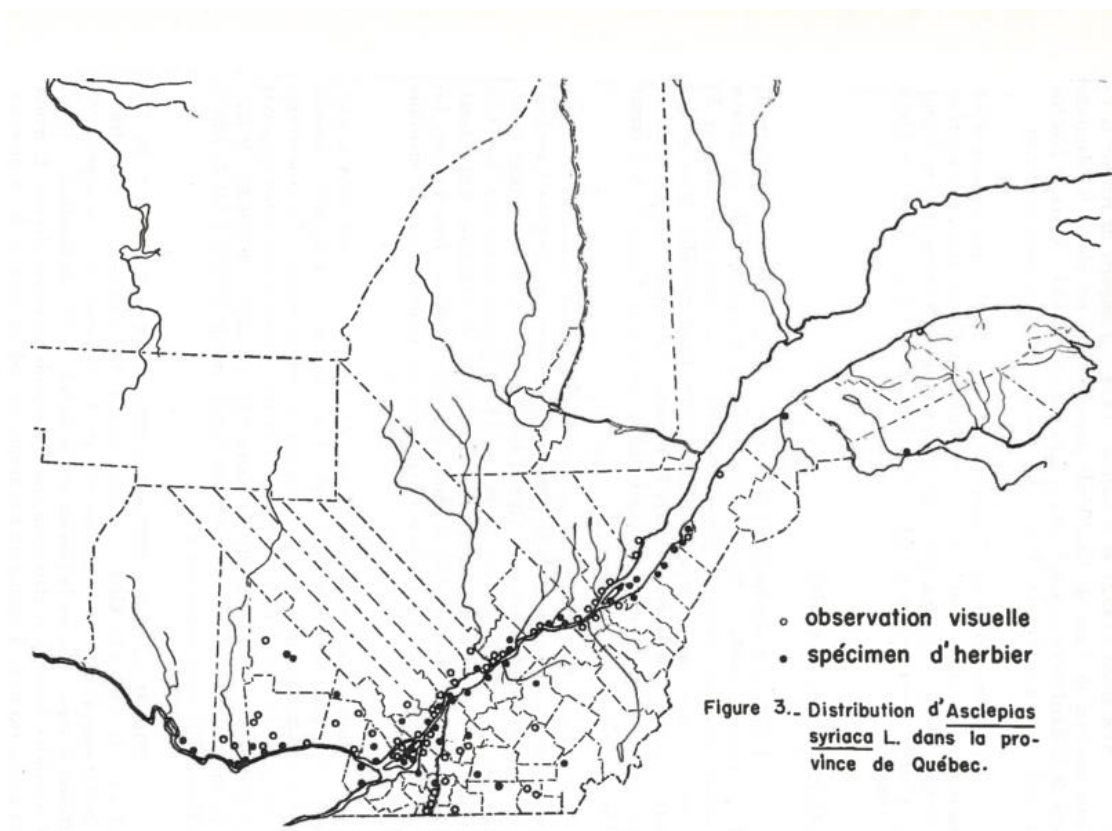 ○ observation visuelle
● spécimen d'herbier
Figure 3._ Distribution d'Asclepias
syriaca L. dans la pro-
vince de Québec.